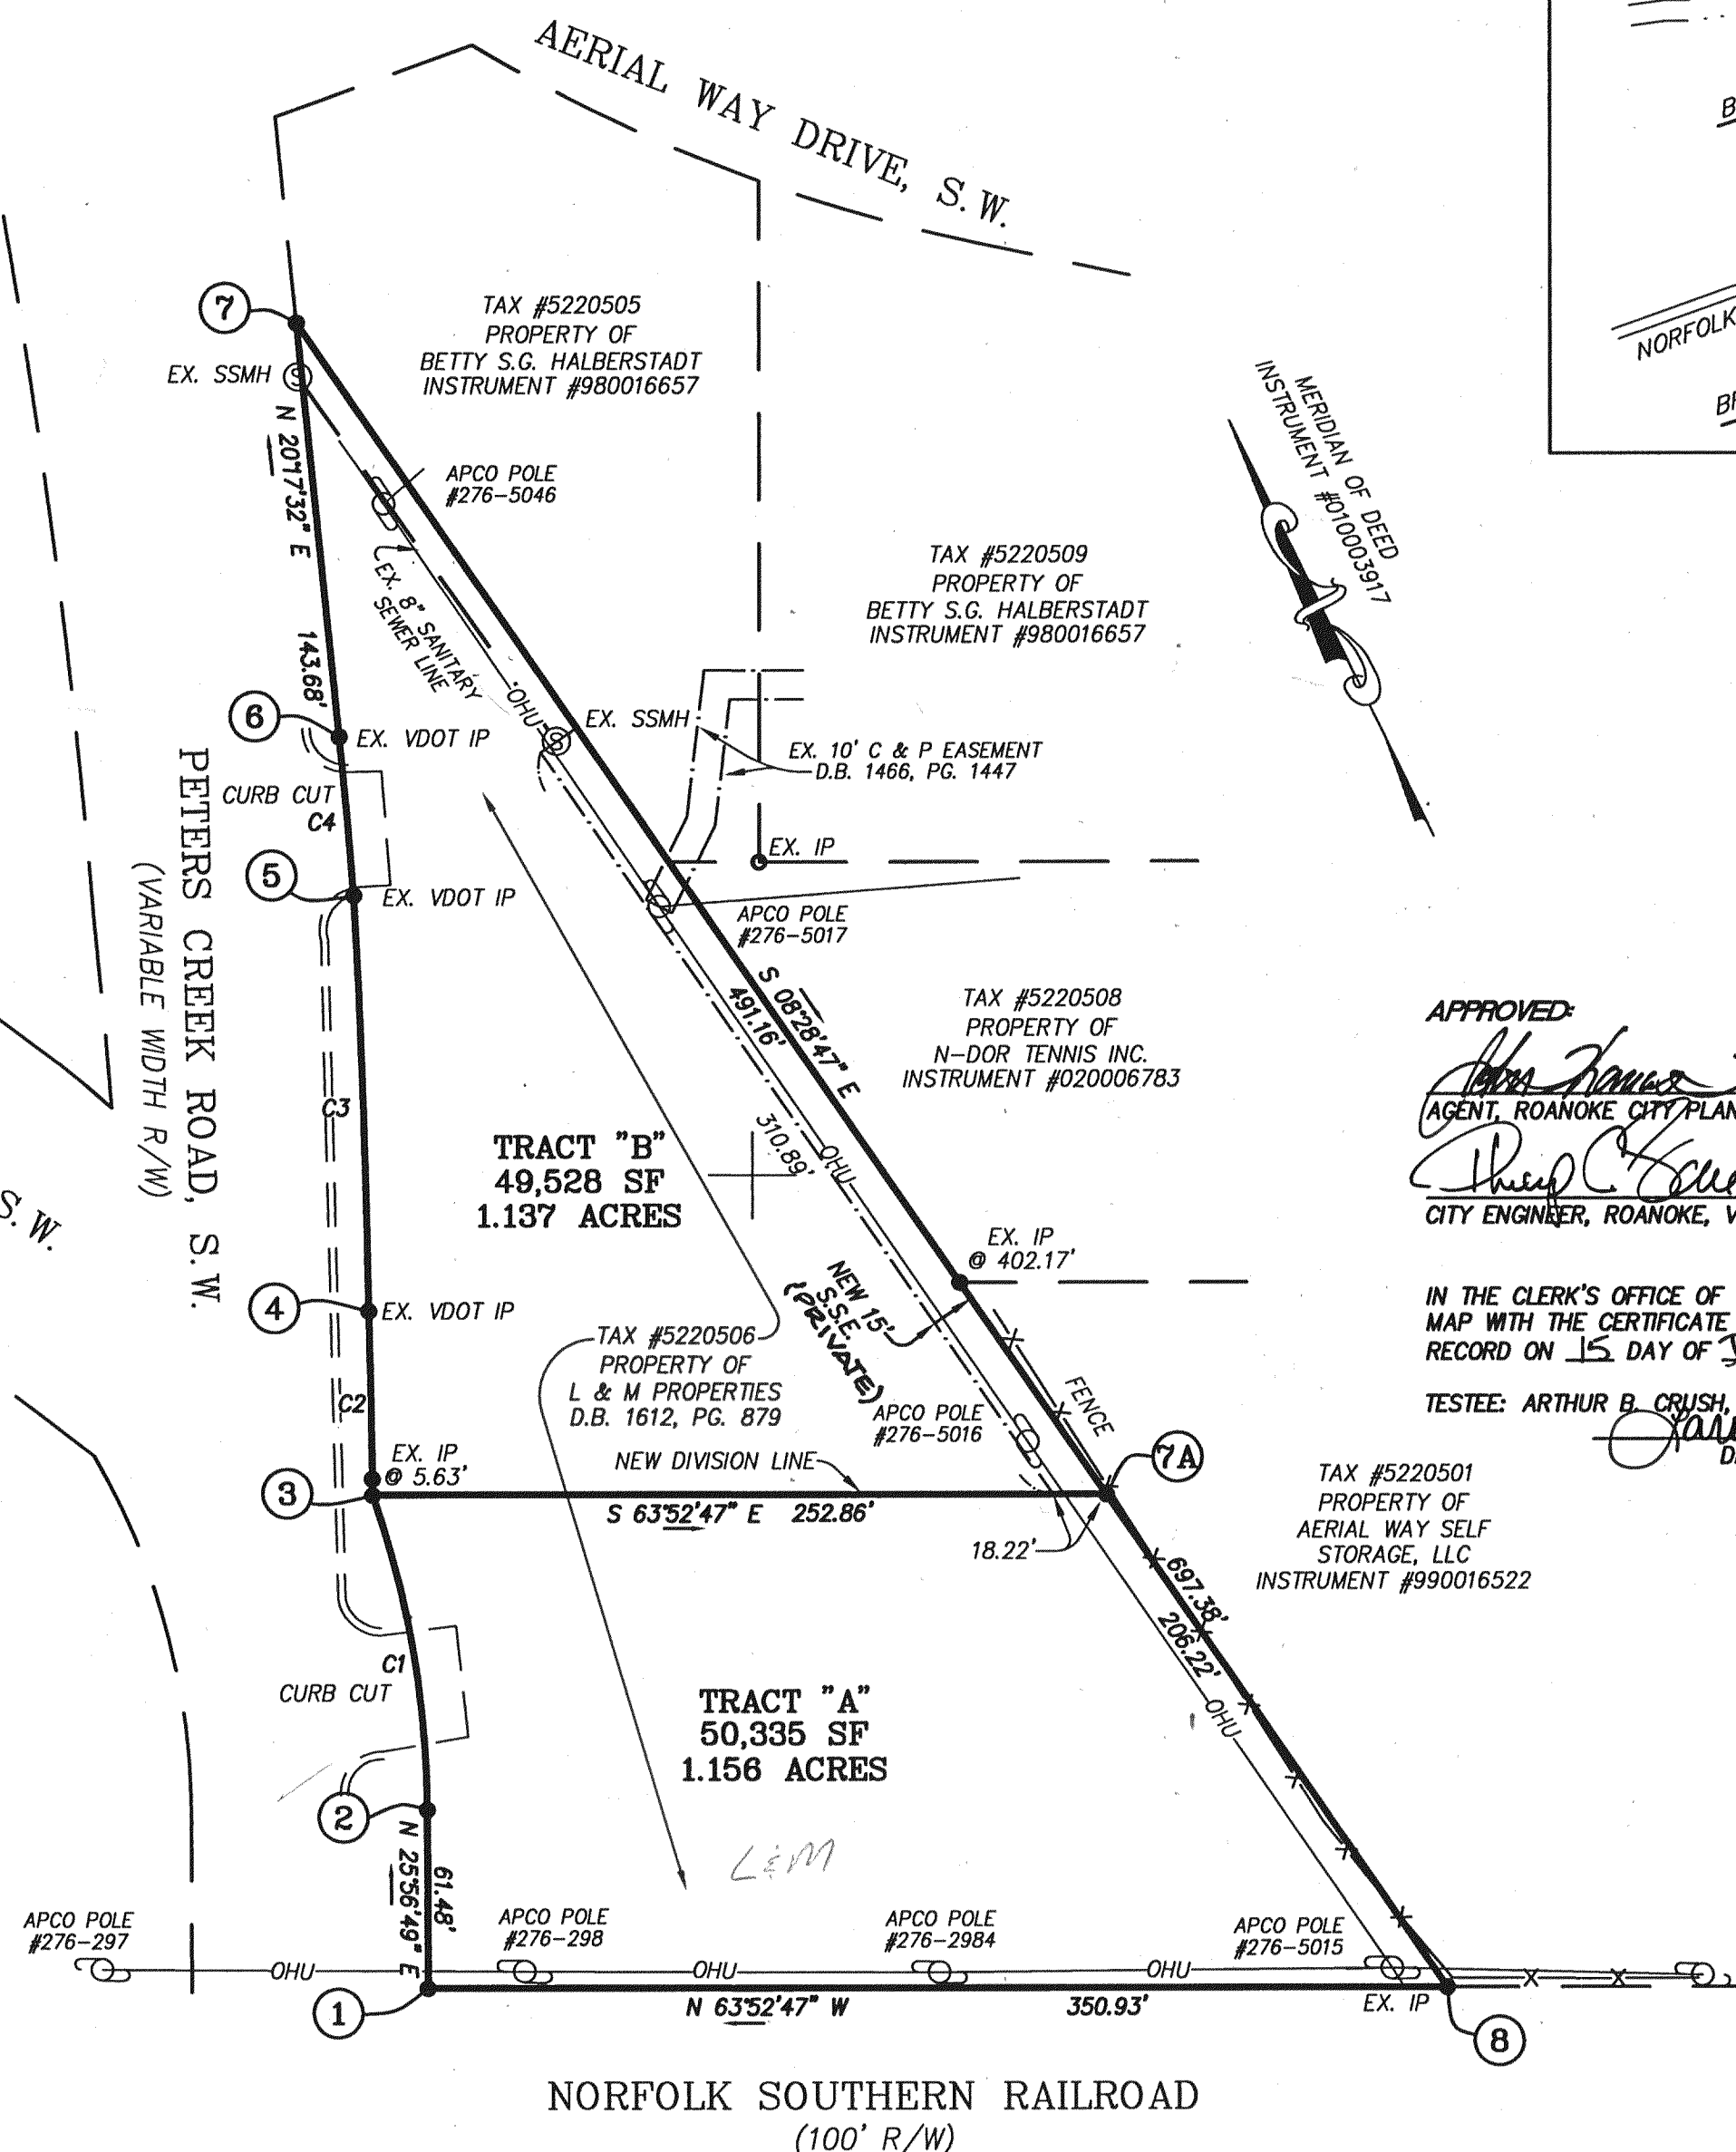 AERIAL WAY DRIVE, S.W.
7
TAX #5220505
PROPERTY OF
BETTY S.G. HALBERSTADT
INSTRUMENT #980016657
EX. SSMH
S
N 20°17'32" E
143.68'
APCO POLE
#276-5046
EX. 8" SANITARY
SEWER LINE
OHU
MERIDIAN OF DEED
INSTRUMENT #010003917
NORFOLK
TAX #5220509
PROPERTY OF
BETTY S.G. HALBERSTADT
INSTRUMENT #980016657
6
EX. VDOT IP
S
EX. SSMH
EX. 10' C & P EASEMENT
D.B. 1466, PG. 1447
CURB CUT
C4
EX. IP
5
EX. VDOT IP
APCO POLE
#276-5017
PETERS CREEK ROAD, S.W.
(VARIABLE WIDTH R/W)
S 08°28'47" E
491.16'
TAX #5220508
PROPERTY OF
N-DOR TENNIS INC.
INSTRUMENT #020006783
C3
310.89'
OHU
TRACT "B"
49,528 SF
1.137 ACRES
S.W.
APPROVED:
AGENT, ROANOKE CITY PLAN
CITY ENGINEER, ROANOKE, V
EX. IP
@ 402.17'
NEW 15'
S.S.E.
(PRIVATE)
4
EX. VDOT IP
IN THE CLERK'S OFFICE OF
MAP WITH THE CERTIFICATE
RECORD ON 15 DAY OF
TESTEE: ARTHUR B. CRUSH,
TAX #5220506
PROPERTY OF
L & M PROPERTIES
D.B. 1612, PG. 879
C2
FENCE
APCO POLE
#276-5016
EX. IP
@ 5.63'
NEW DIVISION LINE
7A
3
S 63°52'47" E 252.86'
18.22'
TAX #5220501
PROPERTY OF
AERIAL WAY SELF
STORAGE, LLC
INSTRUMENT #990016522
697.38'
206.22'
OHU
C1
CURB CUT
TRACT "A"
50,335 SF
1.156 ACRES
2
N 25°56'49" E
61.48'
L&M
APCO POLE
#276-297
APCO POLE
#276-298
APCO POLE
#276-2984
APCO POLE
#276-5015
OHU
OHU
OHU
1
N 63°52'47" W 350.93'
EX. IP
8
NORFOLK SOUTHERN RAILROAD
(100' R/W)